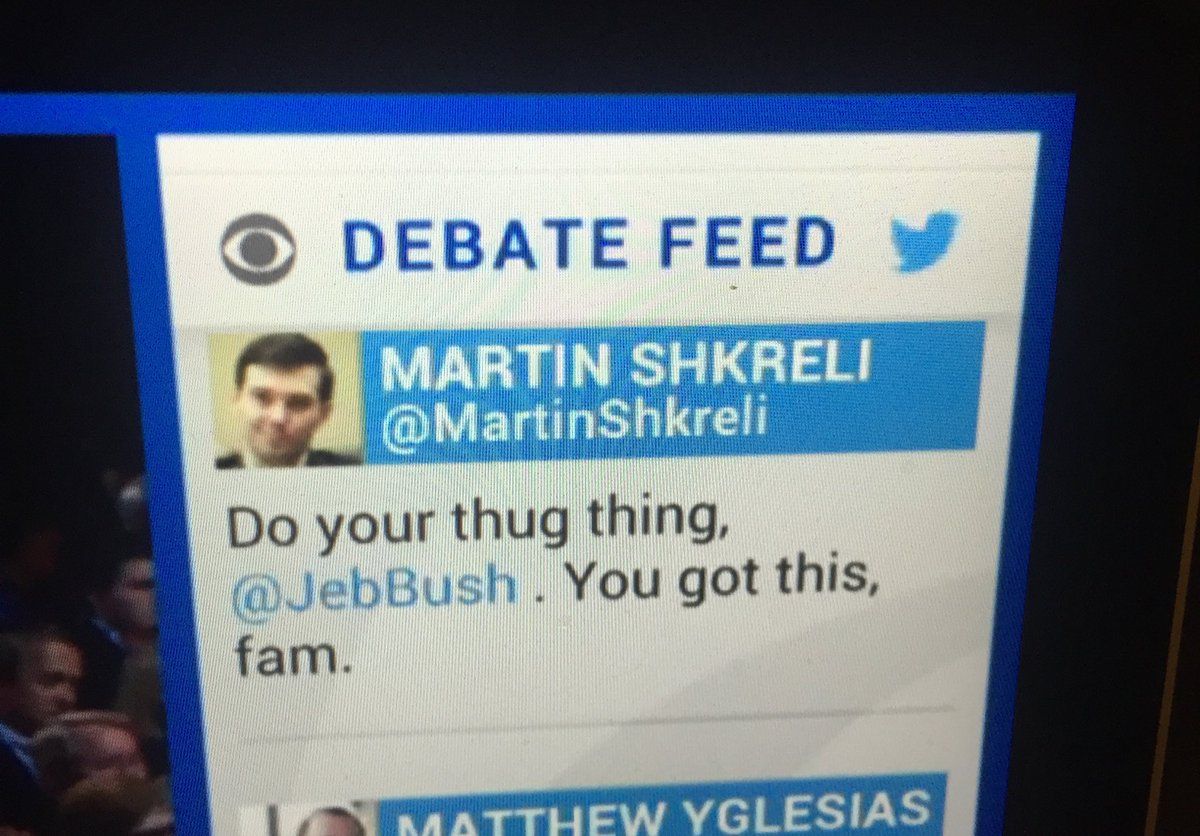 DEBATE FEED
MARTIN SHKRELI
@MartinShkreli
Do your thug thing,
@JebBush . You got this,
fam.
MATTHEW YGLESIAS